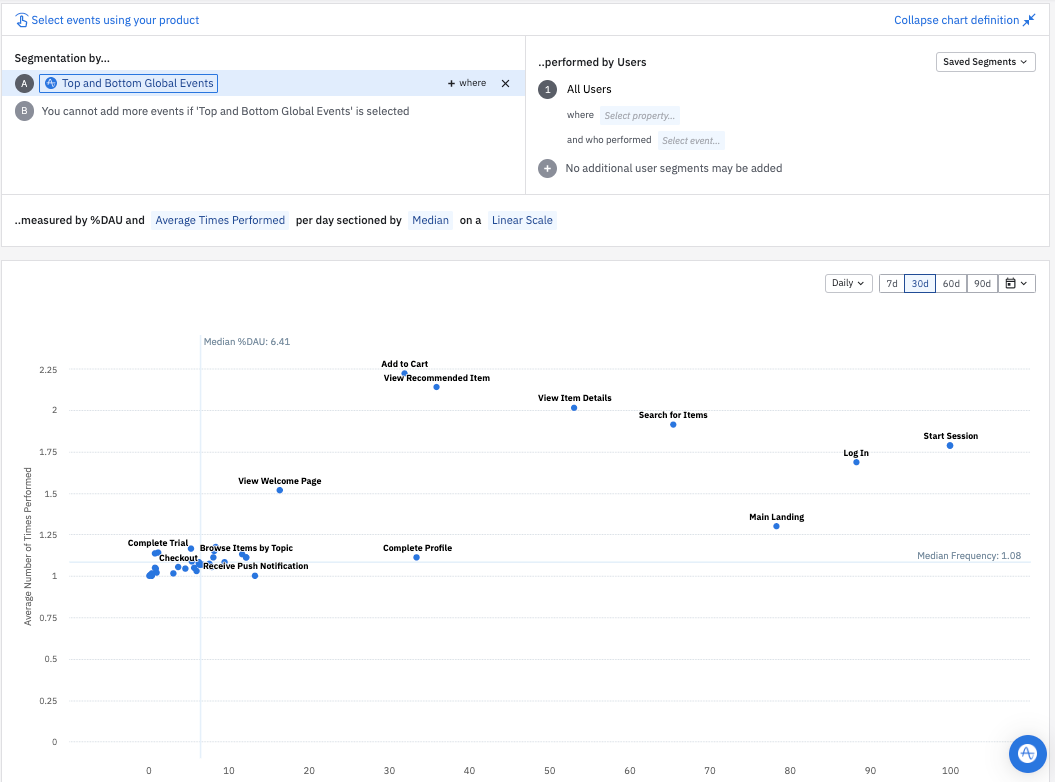 Select events using your product
Collapse chart definition
Segmentation by...
A Top and Bottom Global Events + where ✕
B You cannot add more events if 'Top and Bottom Global Events' is selected
..performed by Users
Saved Segments
1 All Users
where Select property...
and who performed Select event...
+ No additional user segments may be added
..measured by %DAU and Average Times Performed per day sectioned by Median on a Linear Scale
Daily 7d 30d 60d 90d
Median %DAU: 6.41
Add to Cart
View Recommended Item
View Item Details
Search for Items
Start Session
Log In
View Welcome Page
Main Landing
Complete Trial
Browse Items by Topic
Complete Profile
Checkout
Receive Push Notification
Median Frequency: 1.08
Average Number of Times Performed
2.25
2
1.75
1.5
1.25
1
0.75
0.5
0.25
0
0 10 20 30 40 50 60 70 80 90 100